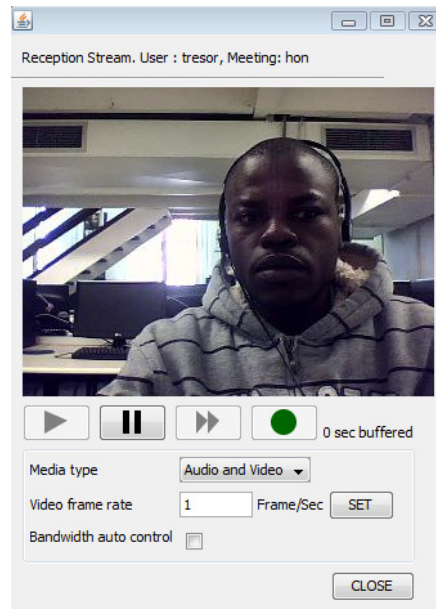 Reception Stream. User : tresor, Meeting: hon
0 sec buffered
Media type Audio and Video
Video frame rate 1 Frame/Sec SET
Bandwidth auto control
CLOSE